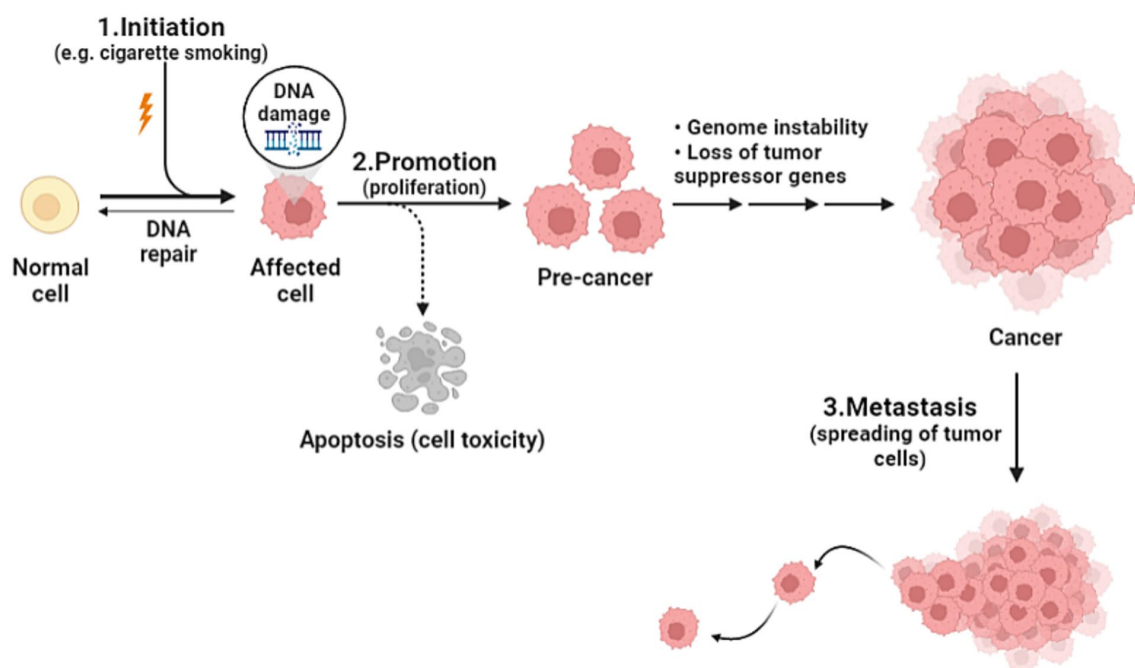 1.Initiation
(e.g. cigarette smoking)
DNA
damage
2.Promotion
(proliferation)
• Genome instability
• Loss of tumor
suppressor genes
DNA
repair
Normal
cell
Affected
cell
Pre-cancer
Cancer
Apoptosis (cell toxicity)
3.Metastasis
(spreading of tumor
cells)